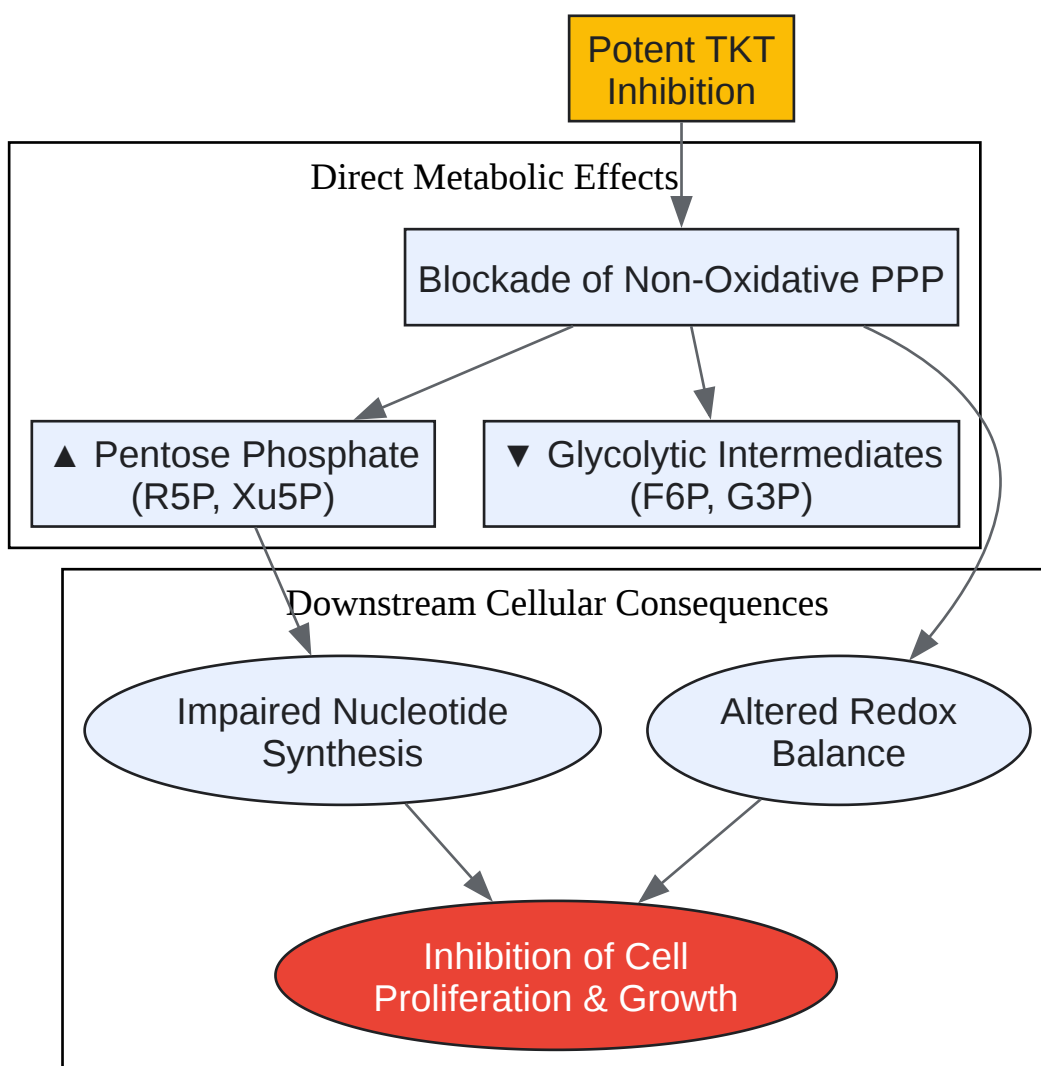 Potent TKT
Inhibition
Direct Metabolic Effects
Blockade of Non-Oxidative PPP
▲ Pentose Phosphate
(R5P, Xu5P)
▼ Glycolytic Intermediates
(F6P, G3P)
Downstream Cellular Consequences
Impaired Nucleotide
Synthesis
Altered Redox
Balance
Inhibition of Cell
Proliferation & Growth